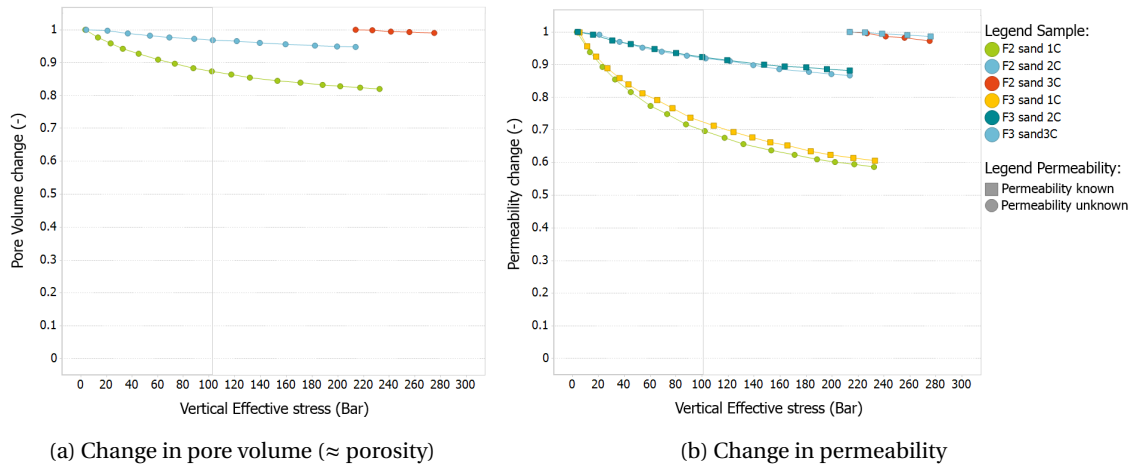 Pore Volume change (-)
1
0.9
0.8
0.7
0.6
0.5
0.4
0.3
0.2
0.1
0
0 20 40 60 80 100 120 140 160 180 200 220 240 260 280 300
Vertical Effective stress (Bar)
(a) Change in pore volume (≈ porosity)
Permeability change (-)
1
0.9
0.8
0.7
0.6
0.5
0.4
0.3
0.2
0.1
0
0 20 40 60 80 100 120 140 160 180 200 220 240 260 280 300
Vertical Effective stress (Bar)
(b) Change in permeability
Legend Sample:
F2 sand 1C
F2 sand 2C
F2 sand 3C
F3 sand 1C
F3 sand 2C
F3 sand3C
Legend Permeability:
Permeability known
Permeability unknown